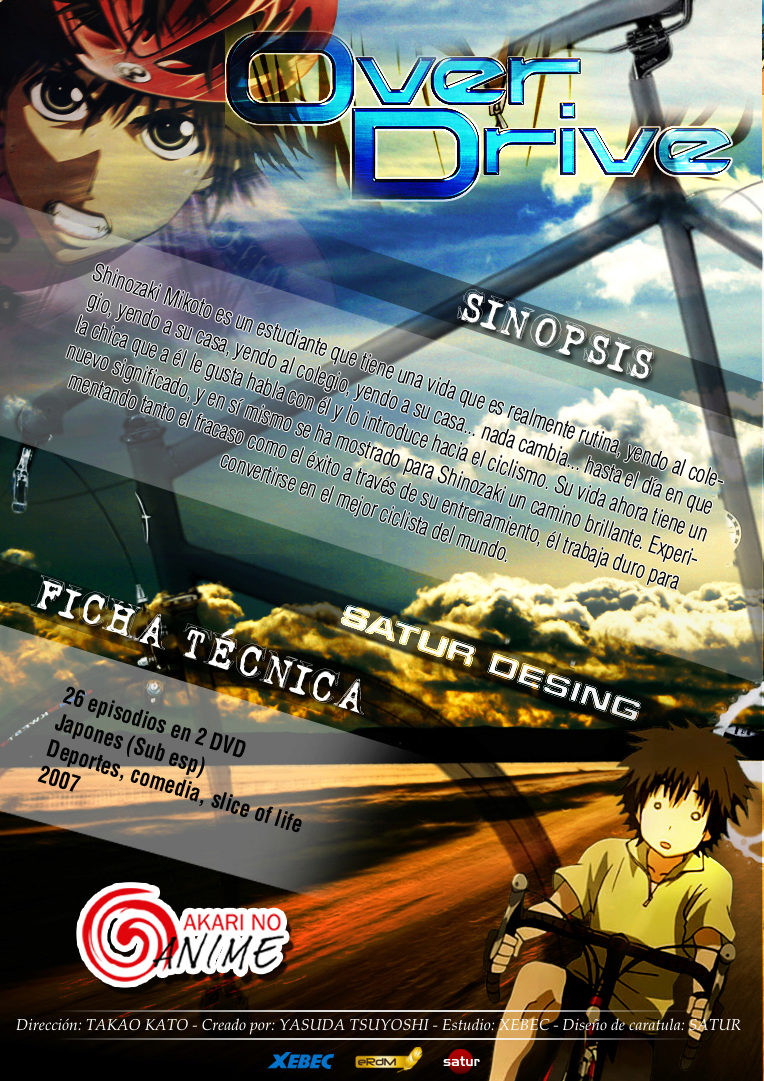 Over
Drive
SINOPSIS
Shinozaki Mikoto es un estudiante que tiene una vida que es realmente rutina, yendo al cole-
gio, yendo a su casa, yendo al colegio, yendo a su casa... nada cambia... hasta el día en que
la chica que a él le gusta habla con él y lo introduce hacia el ciclismo. Su vida ahora tiene un
nuevo significado, y en sí mismo se ha mostrado para Shinozaki un camino brillante. Experi-
mentando tanto el fracaso como el éxito a través de su entrenamiento, él trabaja duro para
convertirse en el mejor ciclista del mundo.
FICHA TÉCNICA
SATUR DESING
26 episodios en 2 DVD
Japones (Sub esp)
Deportes, comedia, slice of life
2007
AKARI NO
ANIME
Dirección: TAKAO KATO - Creado por: YASUDA TSUYOSHI - Estudio: XEBEC - Diseño de caratula: SATUR
XEBEC eRdM satur